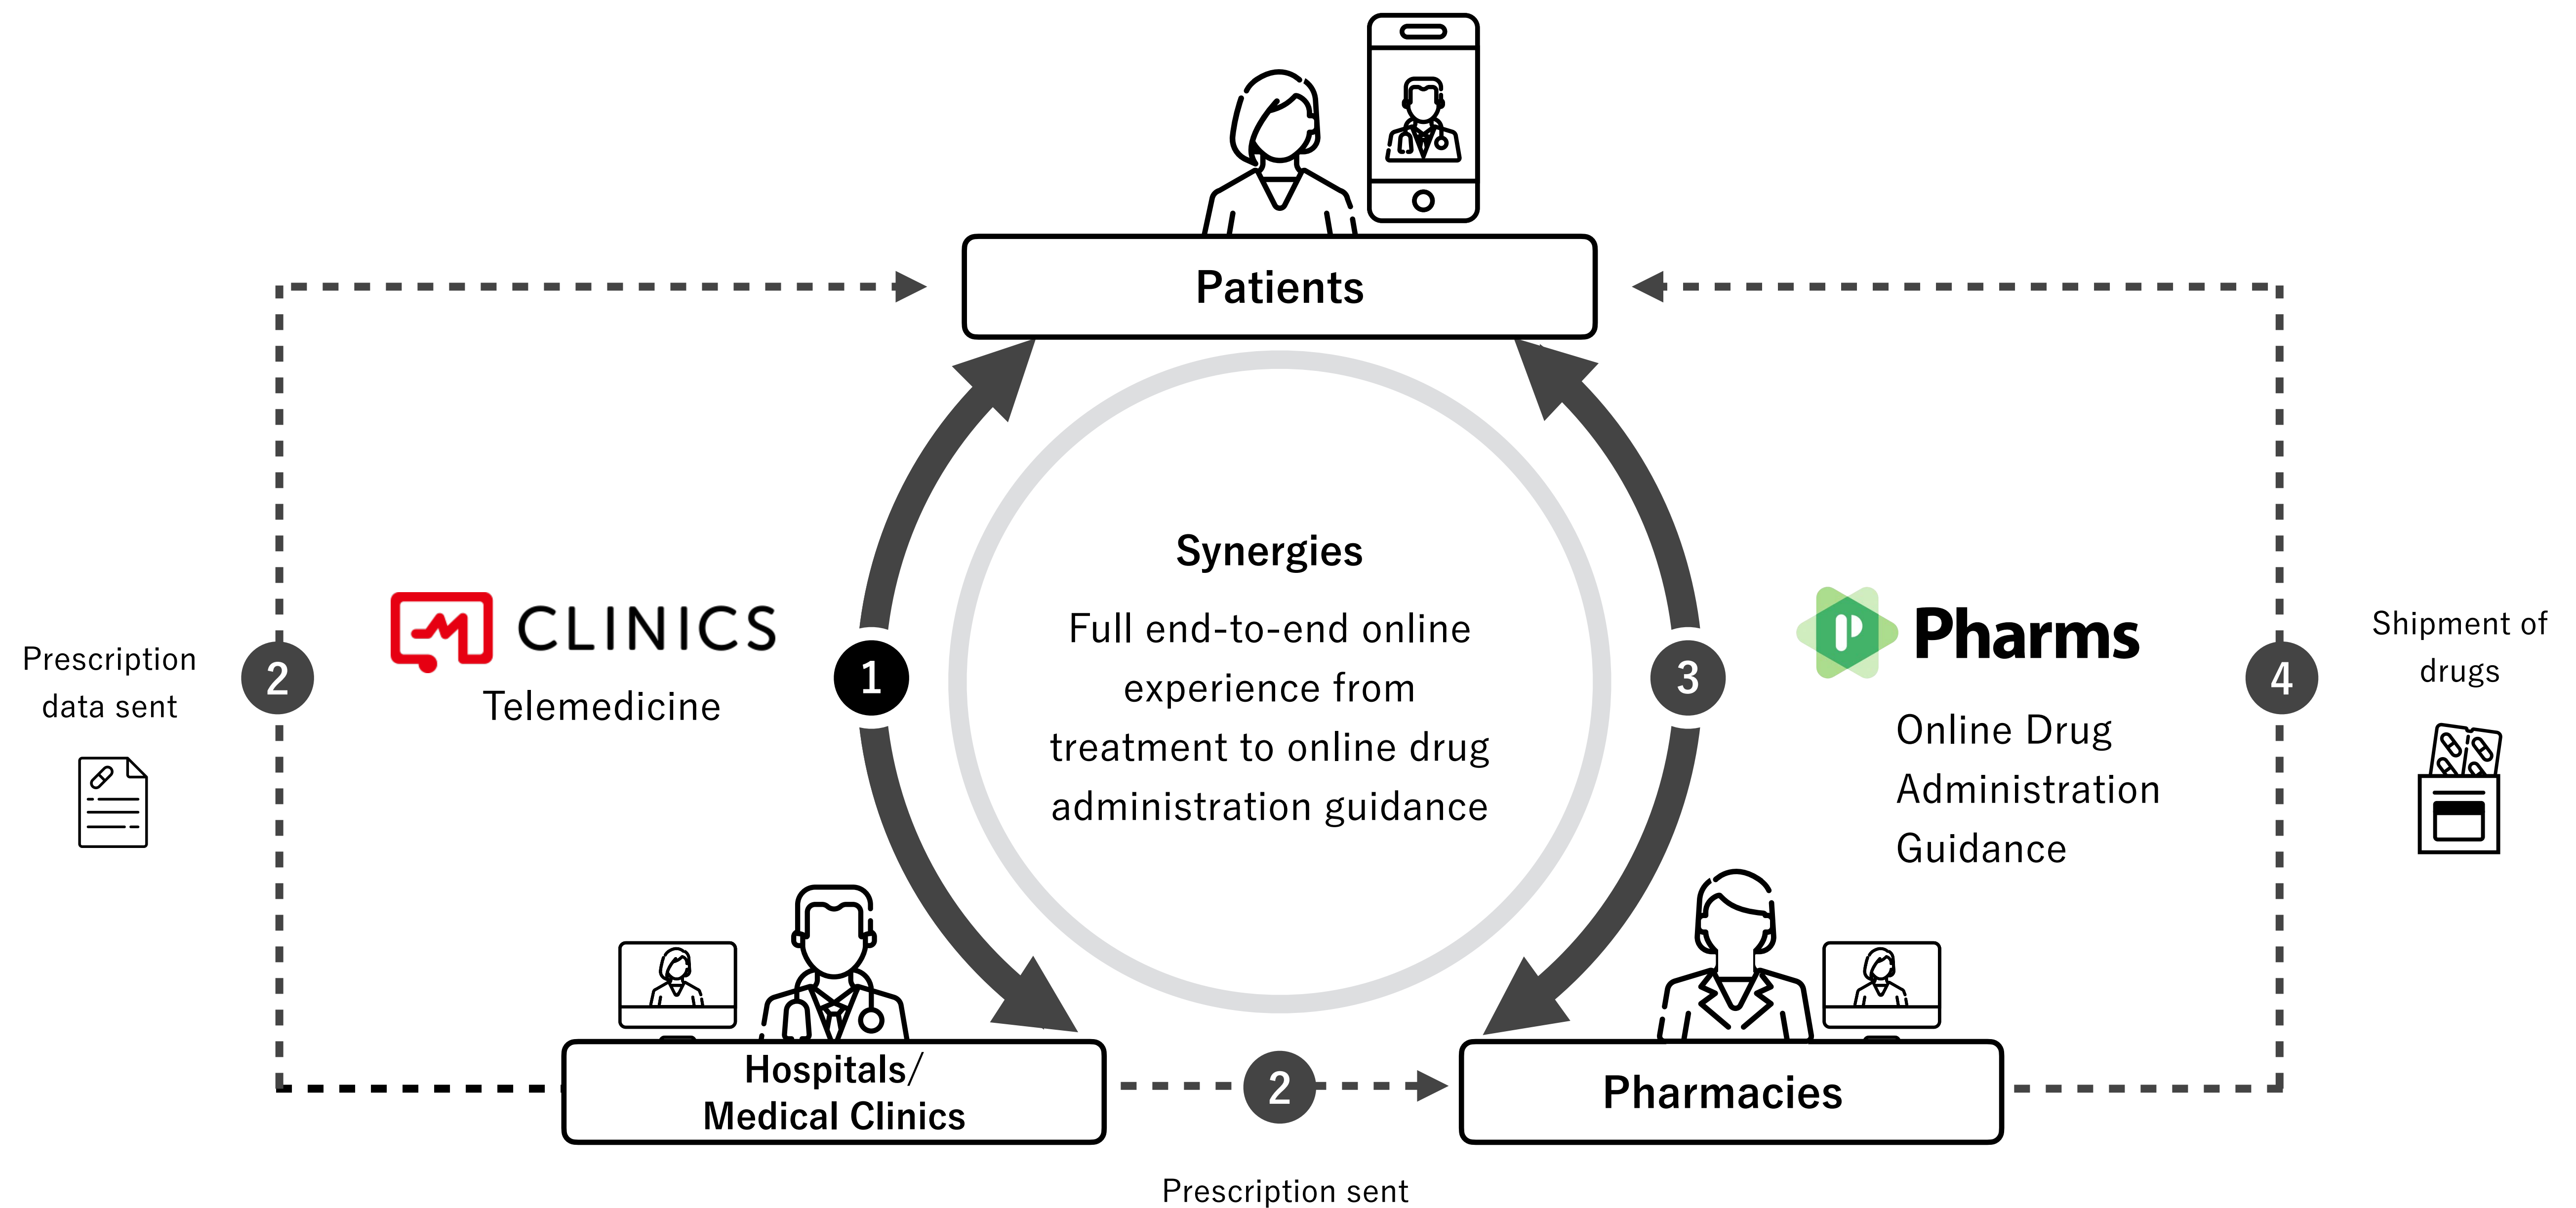 Patients
Synergies
Full end-to-end online
experience from
treatment to online drug
administration guidance
Prescription
data sent
2
CLINICS
Telemedicine
1
3
Pharms
Online Drug
Administration
Guidance
4
Shipment of
drugs
Hospitals/
Medical Clinics
2
Prescription sent
Pharmacies